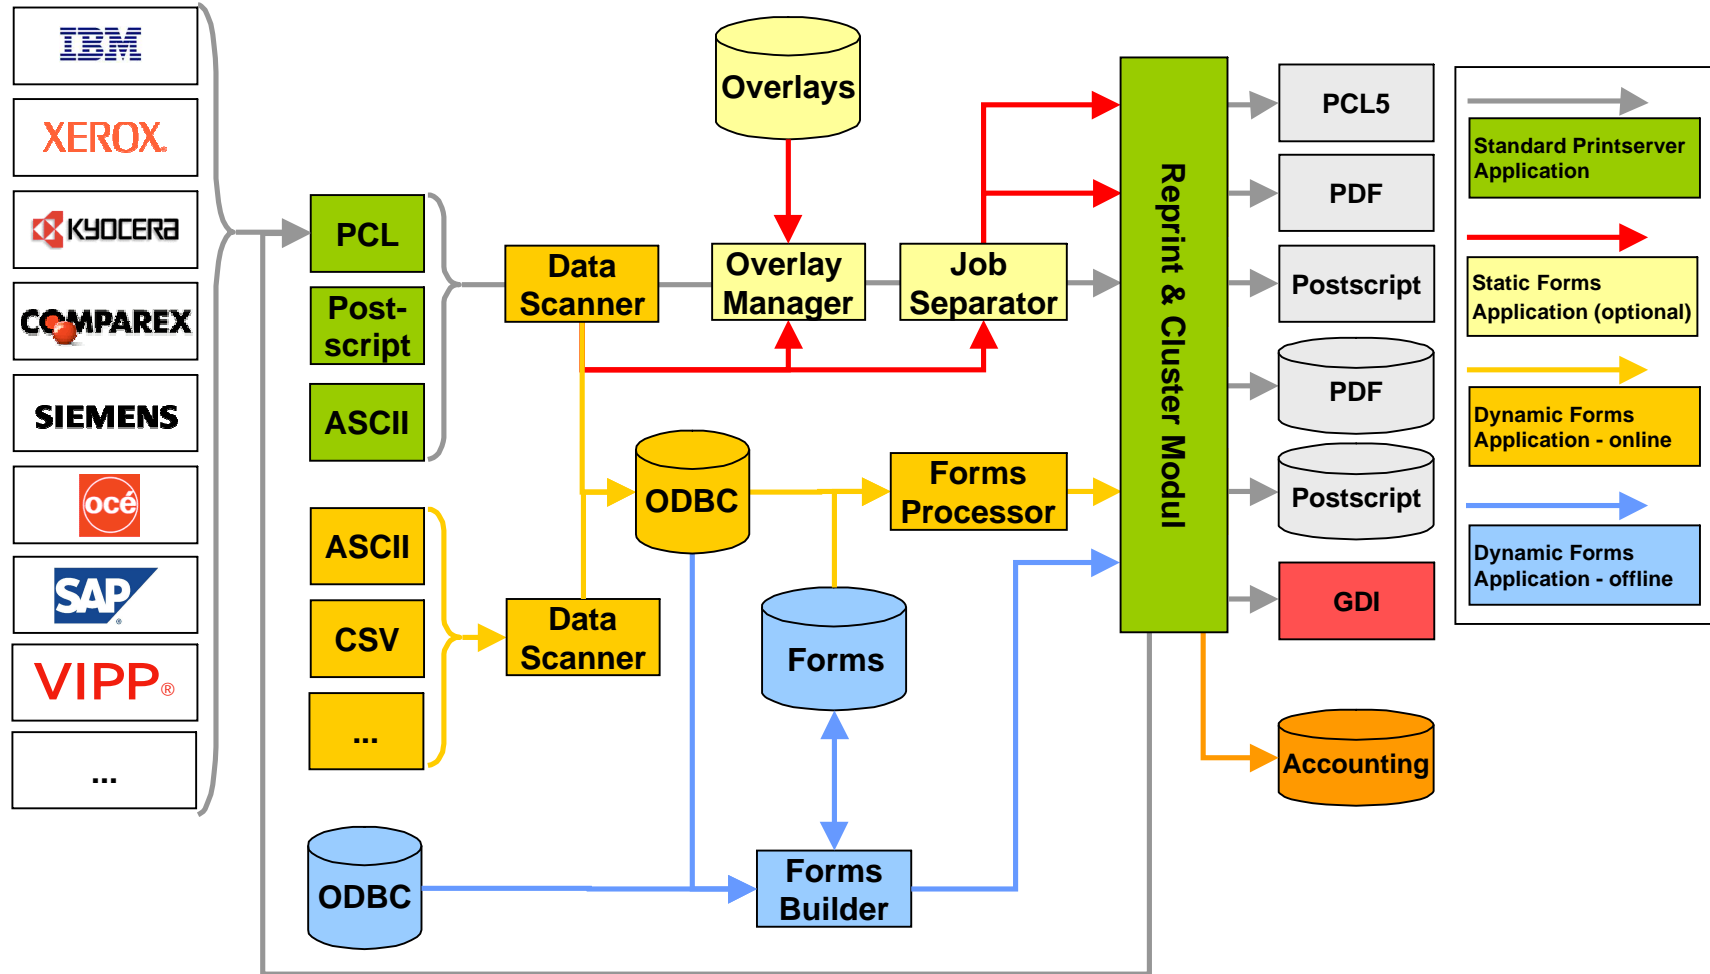 IBM
XEROX®
KYOCERA
COMPAREX
SIEMENS
océ
SAP®
VIPP®
...
PCL
Post-
script
ASCII
ASCII
CSV
...
ODBC
Data
Scanner
Data
Scanner
Overlays
Overlay
Manager
Job
Separator
ODBC
Forms
Processor
Forms
Forms
Builder
Reprint & Cluster Modul
PCL5
PDF
Postscript
PDF
Postscript
GDI
Accounting
Standard Printserver
Application
Static Forms
Application (optional)
Dynamic Forms
Application - online
Dynamic Forms
Application - offline